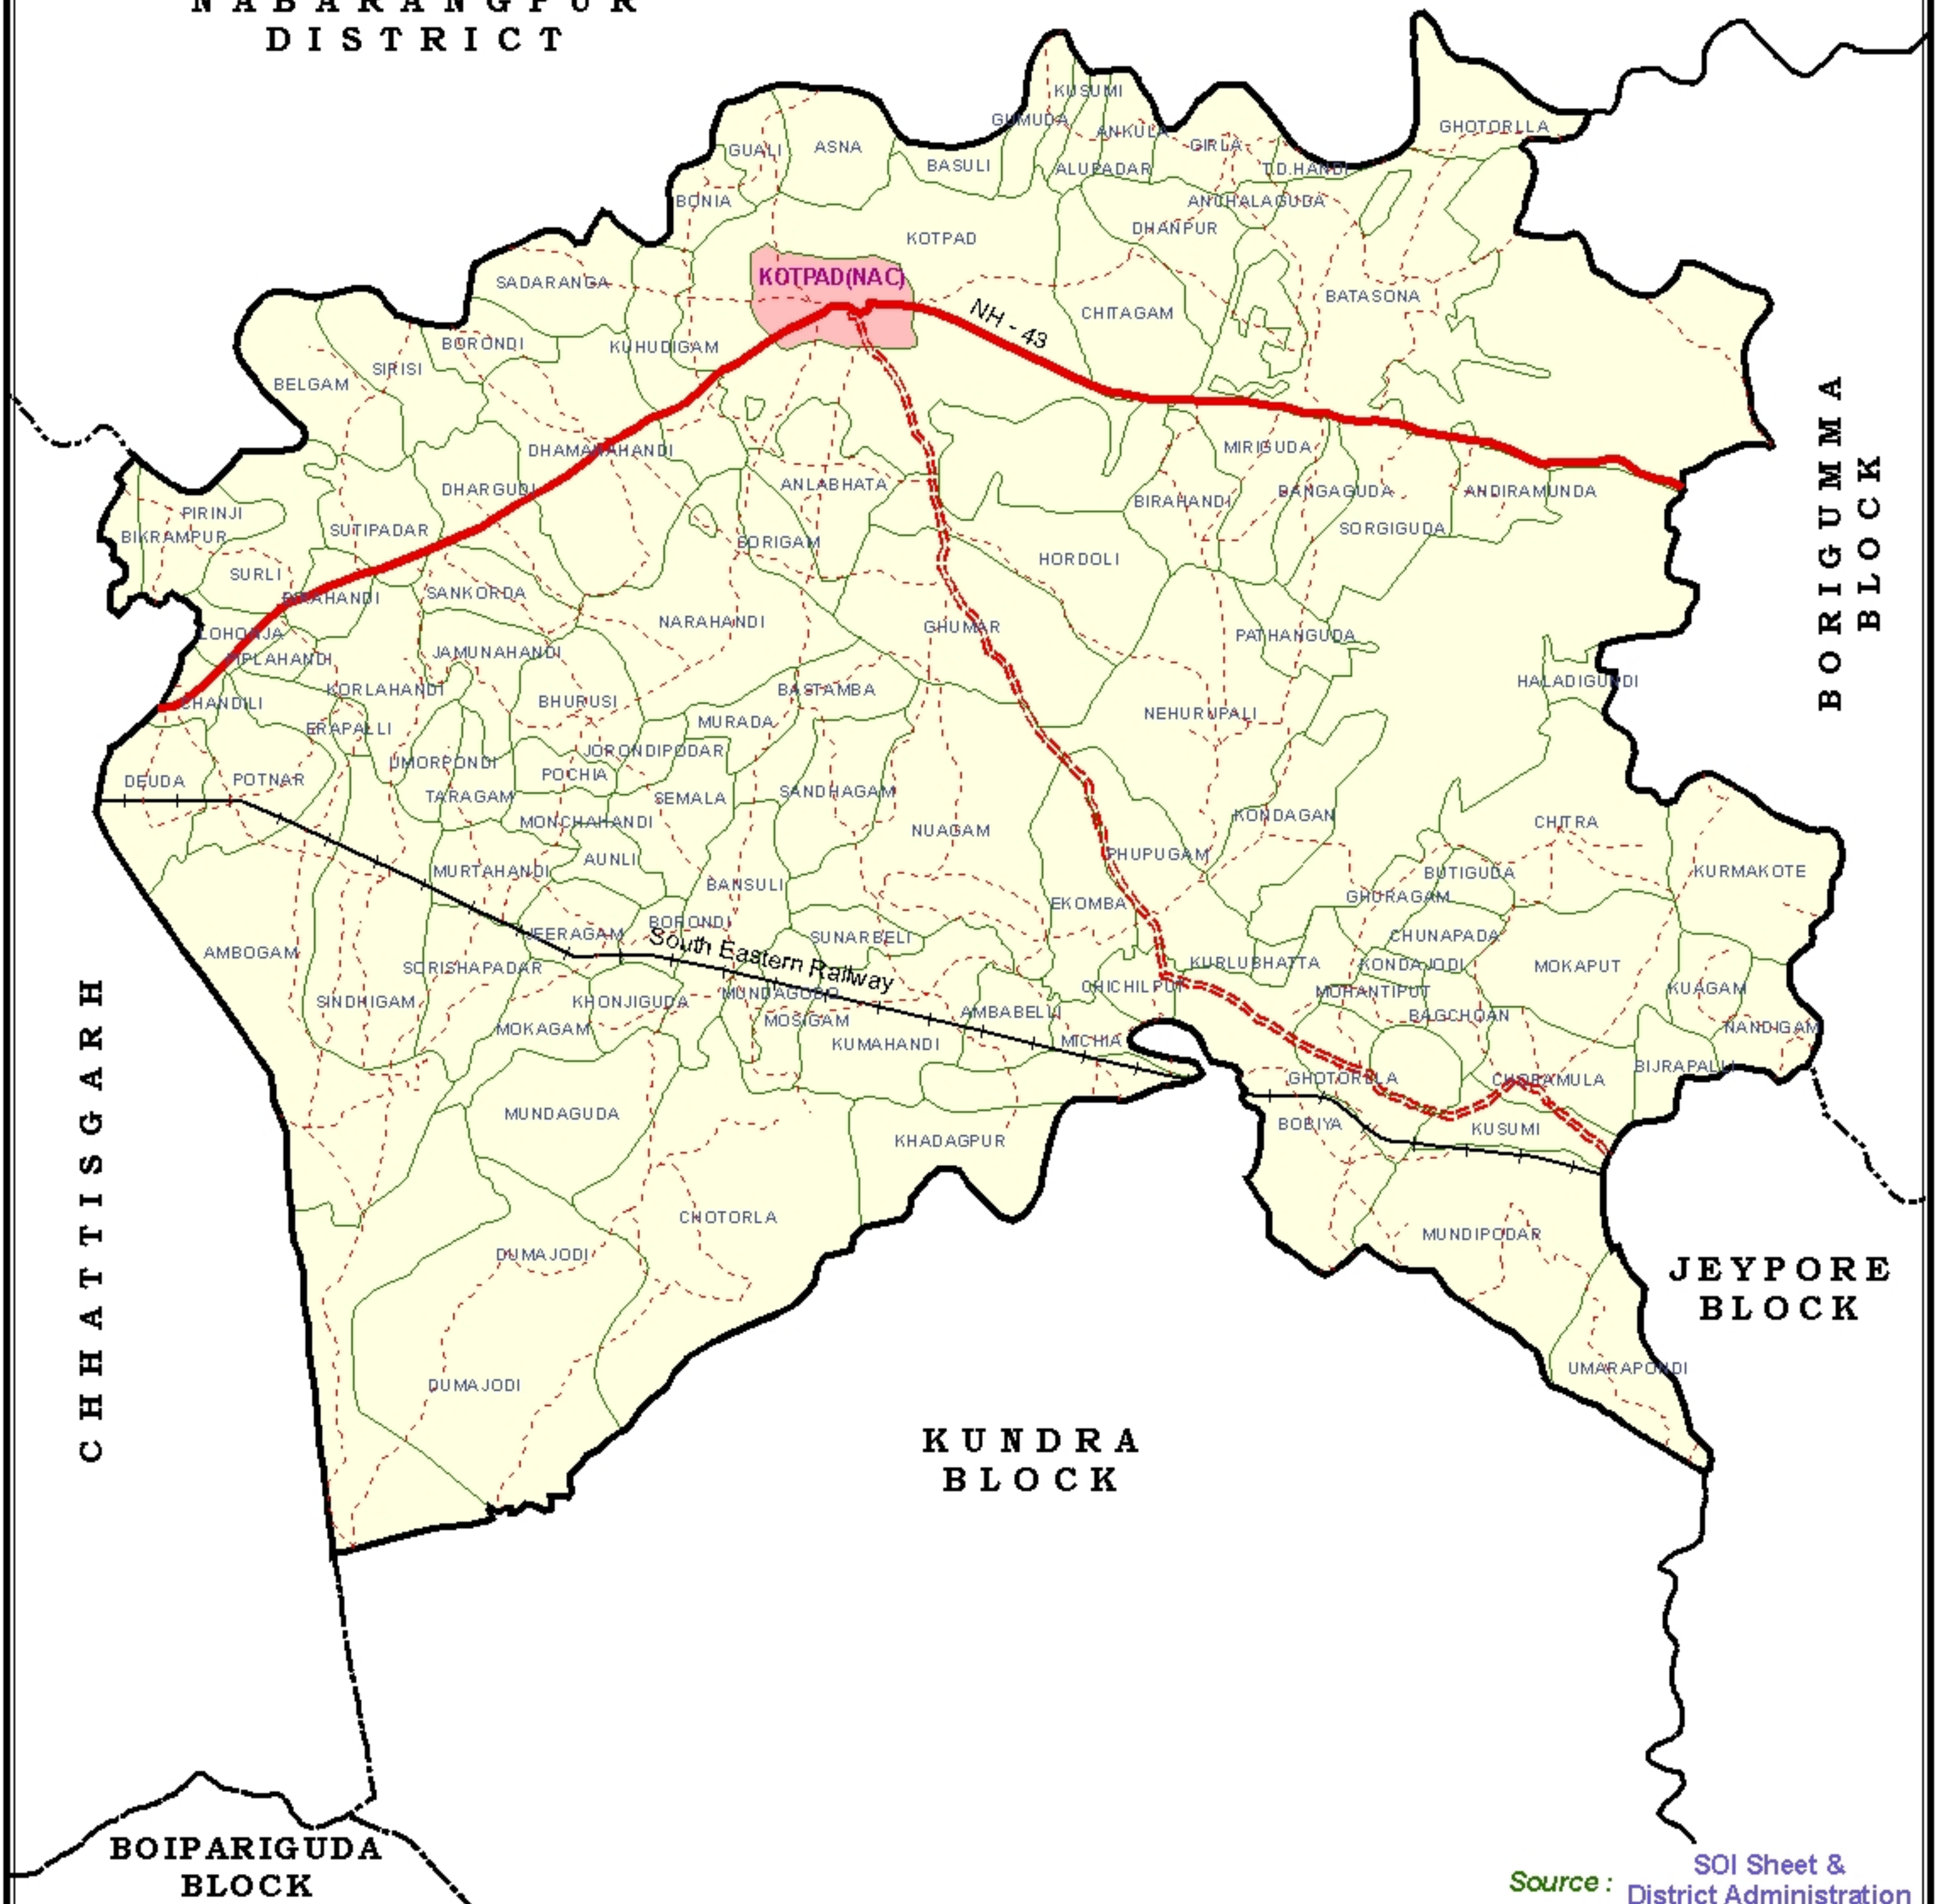 NABARANGPUR
DISTRICT
KUSUMI
GUMUDA
ANKULA
GHOTORLLA
GUALI
ASNA
GIRLA
BASULI
ALUPADAR
T.D.HANDI
BONIA
ANCHALAGUDA
DHANPUR
KOTPAD
KOTPAD(NAC)
SADARANGA
BATASONA
NH - 43
CHITAGAM
BORONDI
KUHUDIGAM
SIRISI
BELGAM
BORIGUMMA
BLOCK
DHAMANAHANDI
MIRIGUDA
DHARGUDI
ANLABHATA
BIRAHANDI
BANGAGUDA
ANDIRAMUNDA
PIRINJI
BIKRAMPUR
SUTIPADAR
SORGIGUDA
BORIGAM
HORDOLI
SURLI
SANKORDA
NARAHANDI
GHUMAR
LOHONJA
PATHANGUDA
PIPLAHANDI
JAMUNAHANDI
KORLAHANDI
HALADIGUNDI
CHANDILI
BHURUSI
BASTAMBA
NEHURUPALI
ERAPALLI
MURADA
JORONDIPODAR
UMORPONDI
DEUDA
POTNAR
POCHIA
TARAGAM
SEMALA
SANDHAGAM
MONCHAHANDI
NUAGAM
KONDAGAN
CHITRA
AUNLI
PHUPUGAM
MURTAHANDI
BANSULI
BUTIGUDA
KURMAKOTE
GHURAGAM
EKOMBA
BORONDI
JEERAGAM
SUNARBELI
CHUNAPADA
South Eastern Railway
AMBOGAM
SORISHAPADAR
KURLUBHATTA
KONDAJODI
MOKAPUT
CHICHILPUT
MUNDAGUDO
MOHANTIPUT
KUAGAM
SINDHIGAM
KHONJIGUDA
AMBABELLI
BAGCHOAN
MOSIGAM
MOKAGAM
NANDIGAM
KUMAHANDI
MICHIA
BIJRAPALLI
GHOTORLLA
CHORAMULA
MUNDAGUDA
BOBIYA
KUSUMI
KHADAGPUR
CHHATTISGARH
CHOTORLA
MUNDIPODAR
DUMAJODI
JEYPORE
BLOCK
UMARAPONDI
DUMAJODI
KUNDRA
BLOCK
BOIPARIGUDA
BLOCK
Source : SOI Sheet &
District Administration